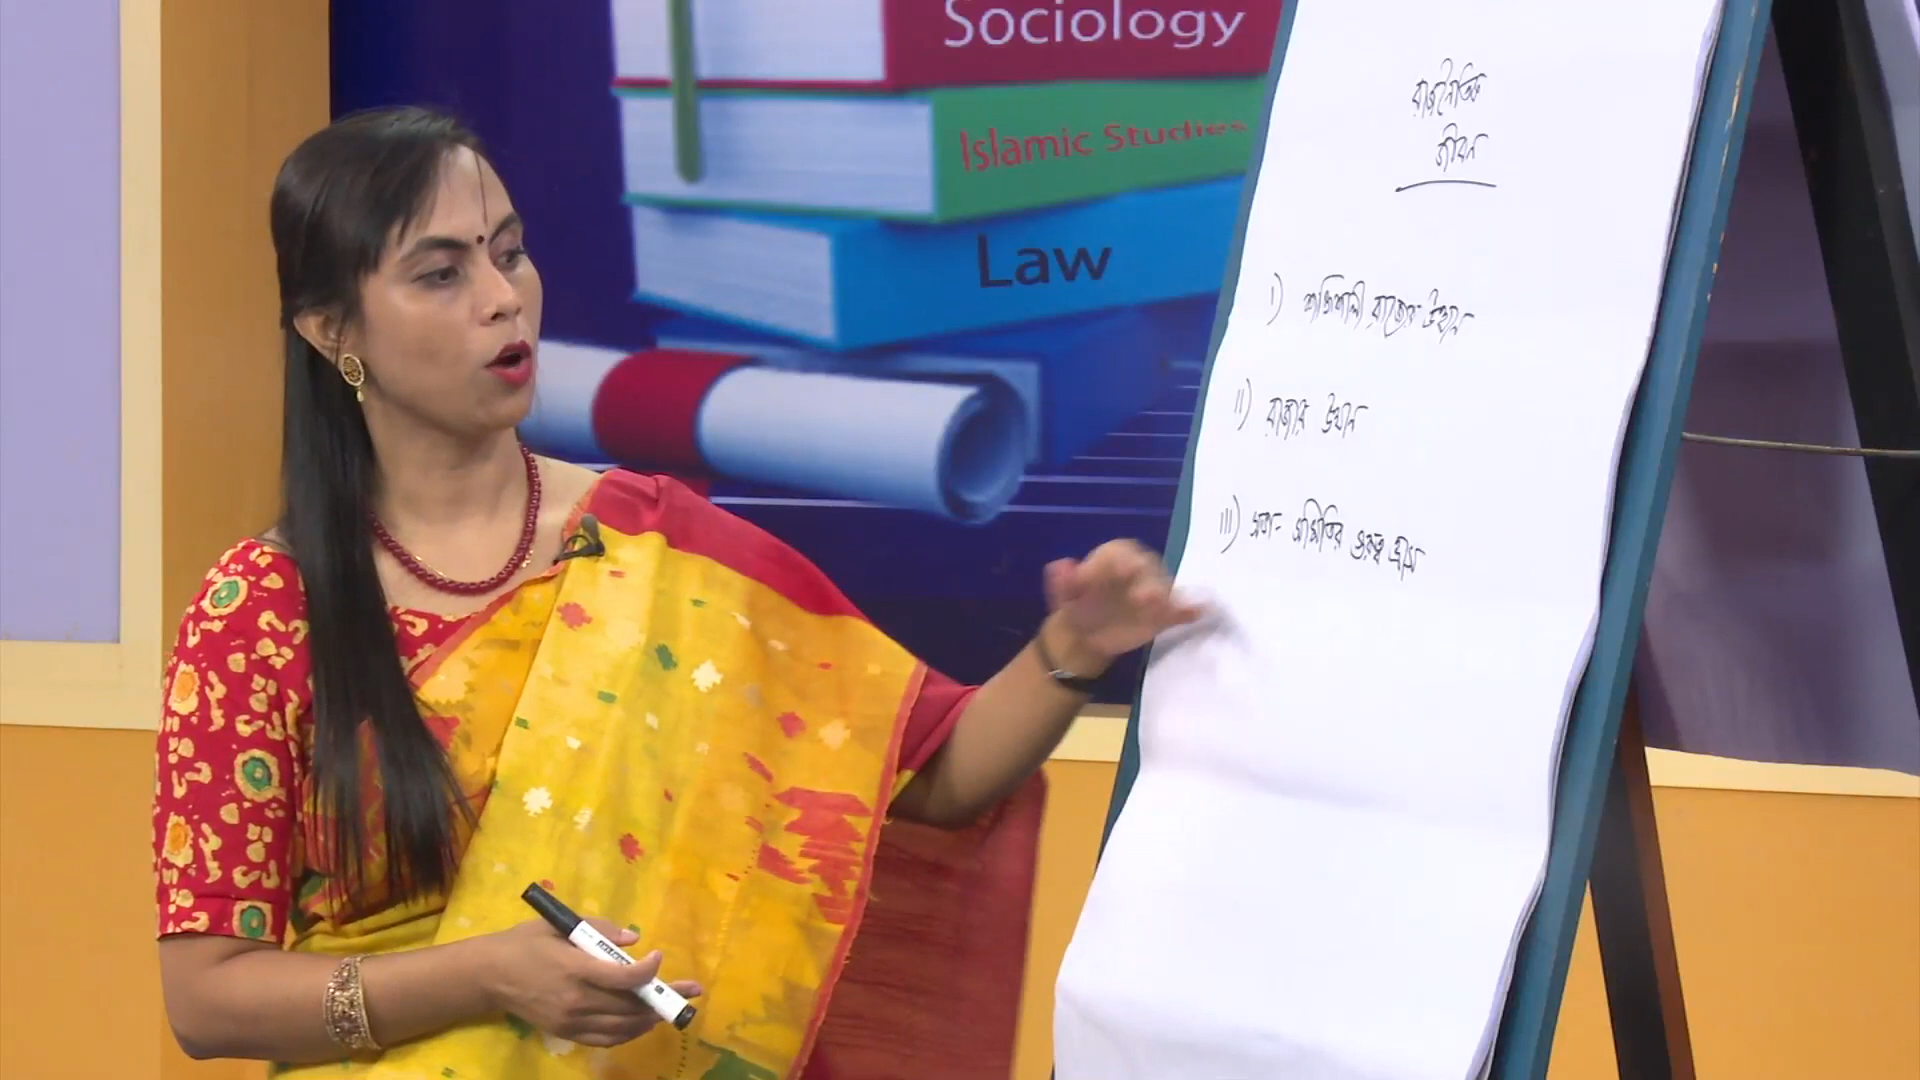 Sociology
Islamic Studies
Law
রাজনৈতিক
জীবন
i) শক্তিশালী রাজ্যের উত্থান
ii) রাজার উত্থান
iii) সভা- সমিতির গুরুত্ব হ্রাস